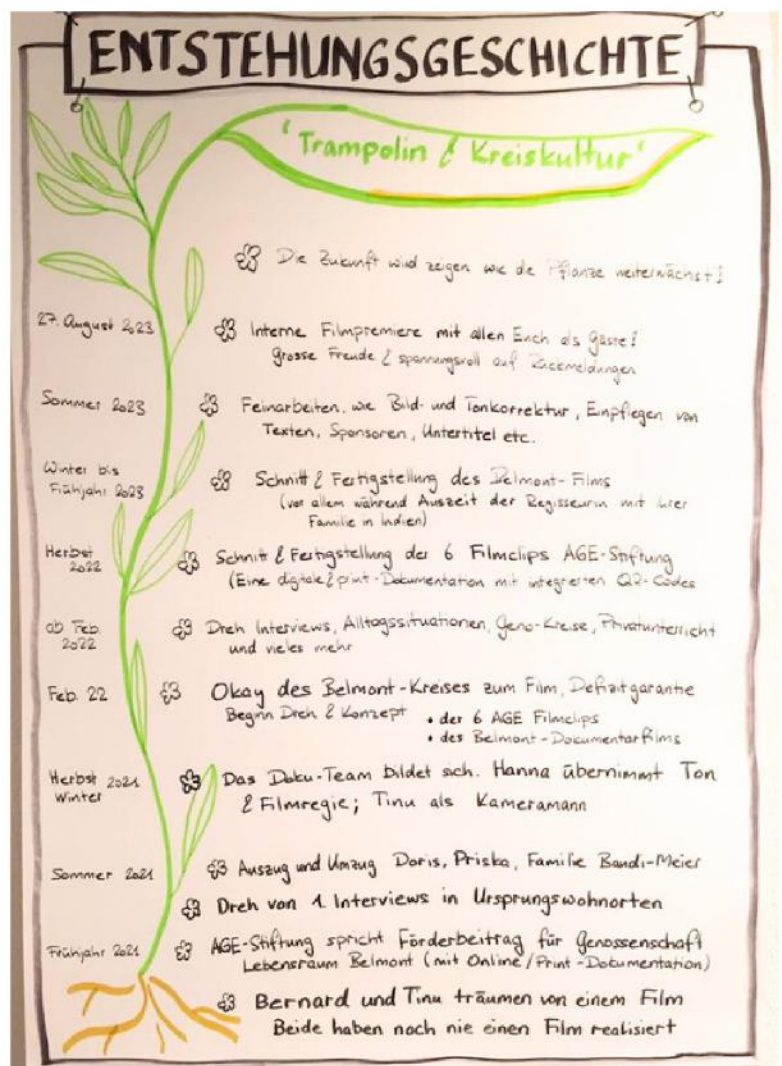 ENTSTEHUNGSGESCHICHTE
'Trampolin & Kreiskultur'
Die Zukunft wird zeigen wie die Pflanze weiterwächst!
27. August 2023
Interne Filmpremiere mit allen Euch als Gäste!
Grosse Freude & spannungsvoll auf Rückmeldungen
Sommer 2023
Feinarbeiten, wie Bild- und Tonkorrektur, Einpflegen von
Texten, Sponsoren, Untertitel etc.
Winter bis
Frühjahr 2023
Schnitt & Fertigstellung des Belmont-Films
(vor allem während Auszeit der Regisseurin mit ihrer
Familie in Indien)
Herbst
2022
Schnitt & Fertigstellung der 6 Filmclips AGE-Stiftung
(Eine digitale & print-Dokumentation mit integrierten QR-Codes
ab Feb.
2022
Dreh Interviews, Alltagssituationen, Geno-Kreise, Privatunterricht
und vieles mehr
Feb. 22
Okay des Belmont-Kreises zum Film, Defizitgarantie
Beginn Dreh & Konzept
• der 6 AGE Filmclips
• des Belmont-Dokumentarfilms
Herbst 2021
Winter
Das Doku-Team bildet sich. Hanna übernimmt Ton
& Filmregie; Tinu als Kameramann
Sommer 2021
Auszug und Umzug Doris, Priska, Familie Bandi-Meier
Dreh von 1. Interviews in Ursprungswohnorten
Frühjahr 2021
AGE-Stiftung spricht Förderbeitrag für Genossenschaft
Lebensraum Belmont (mit Online/Print-Dokumentation)
Bernard und Tinu träumen von einem Film
Beide haben noch nie einen Film realisiert